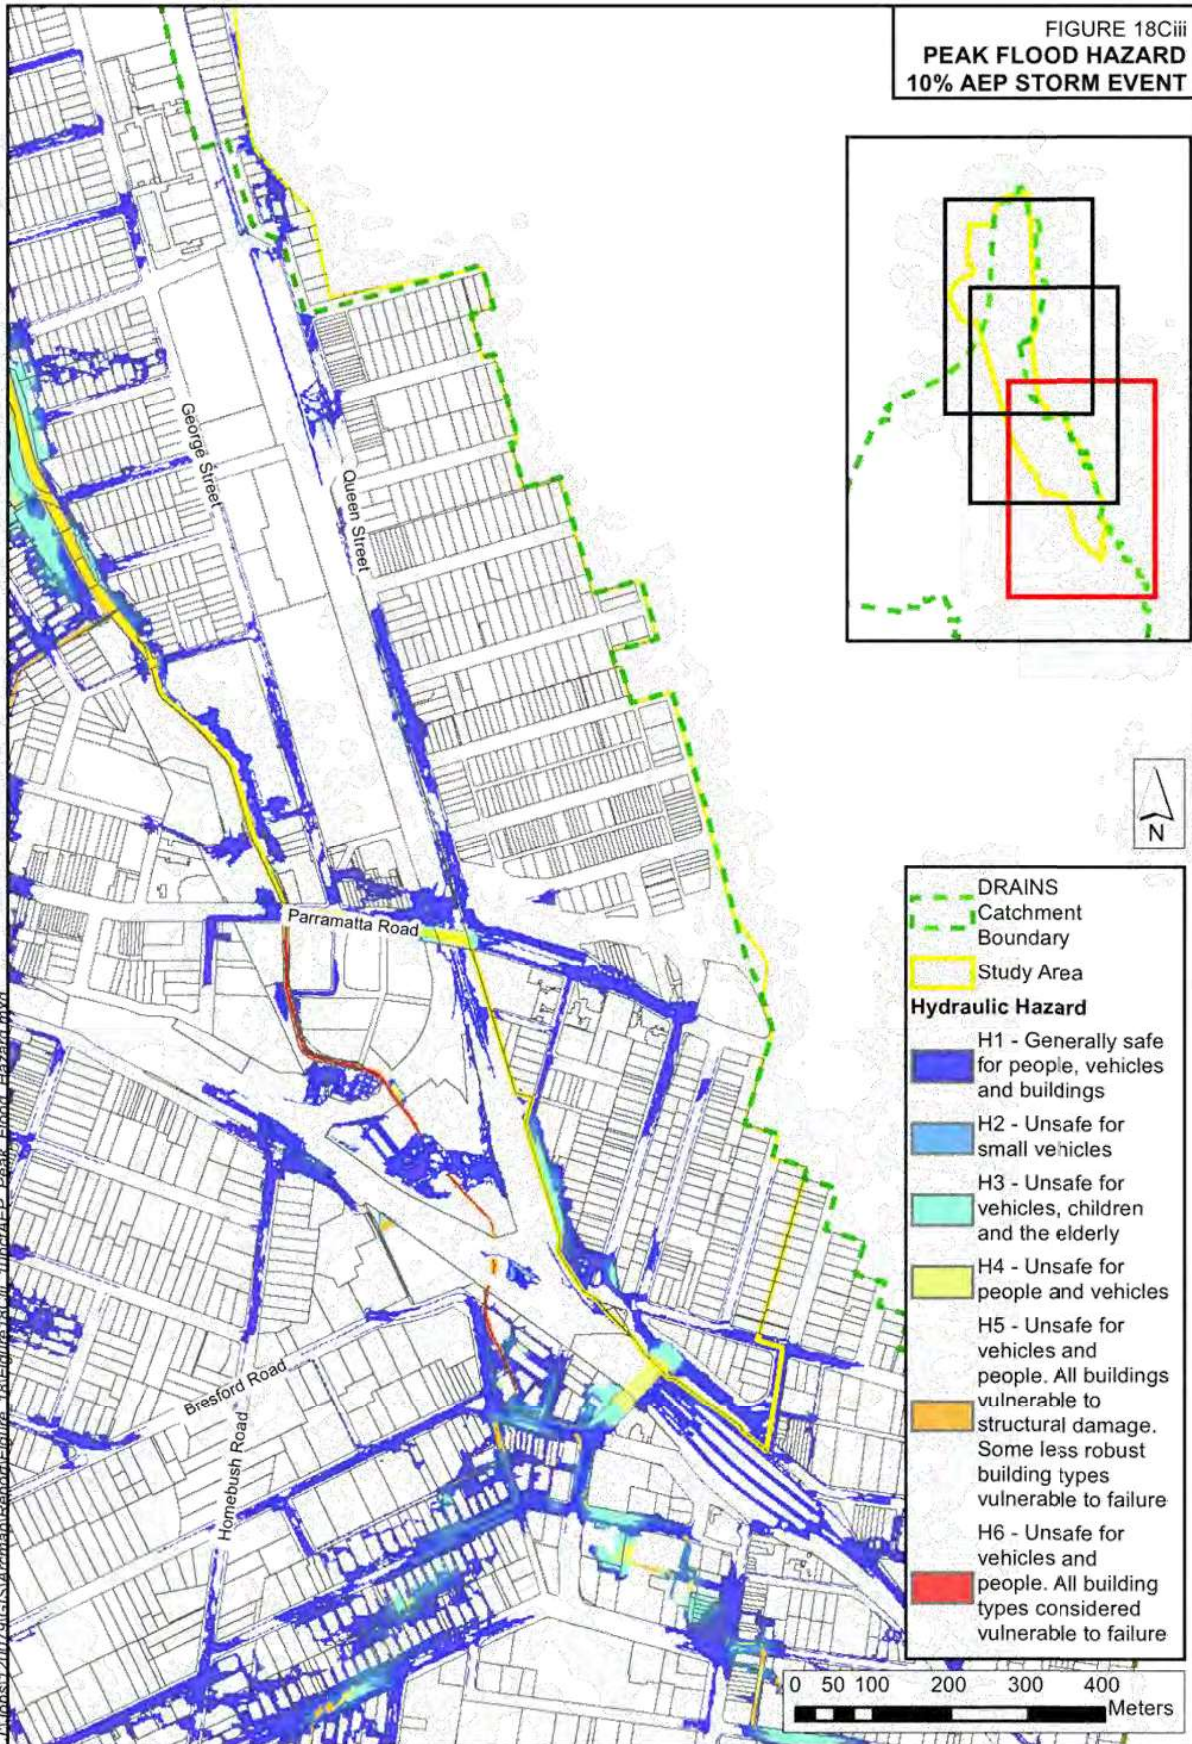 FIGURE 18Ciii
PEAK FLOOD HAZARD
10% AEP STORM EVENT
George Street
Queen Street
Parramatta Road
Bresford Road
Homebush Road
N
DRAINS
Catchment
Boundary
Study Area
Hydraulic Hazard
H1 - Generally safe
for people, vehicles
and buildings
H2 - Unsafe for
small vehicles
H3 - Unsafe for
vehicles, children
and the elderly
H4 - Unsafe for
people and vehicles
H5 - Unsafe for
vehicles and
people. All buildings
vulnerable to
structural damage.
Some less robust
building types
vulnerable to failure
H6 - Unsafe for
vehicles and
people. All building
types considered
vulnerable to failure
0 50 100 200 300 400
Meters